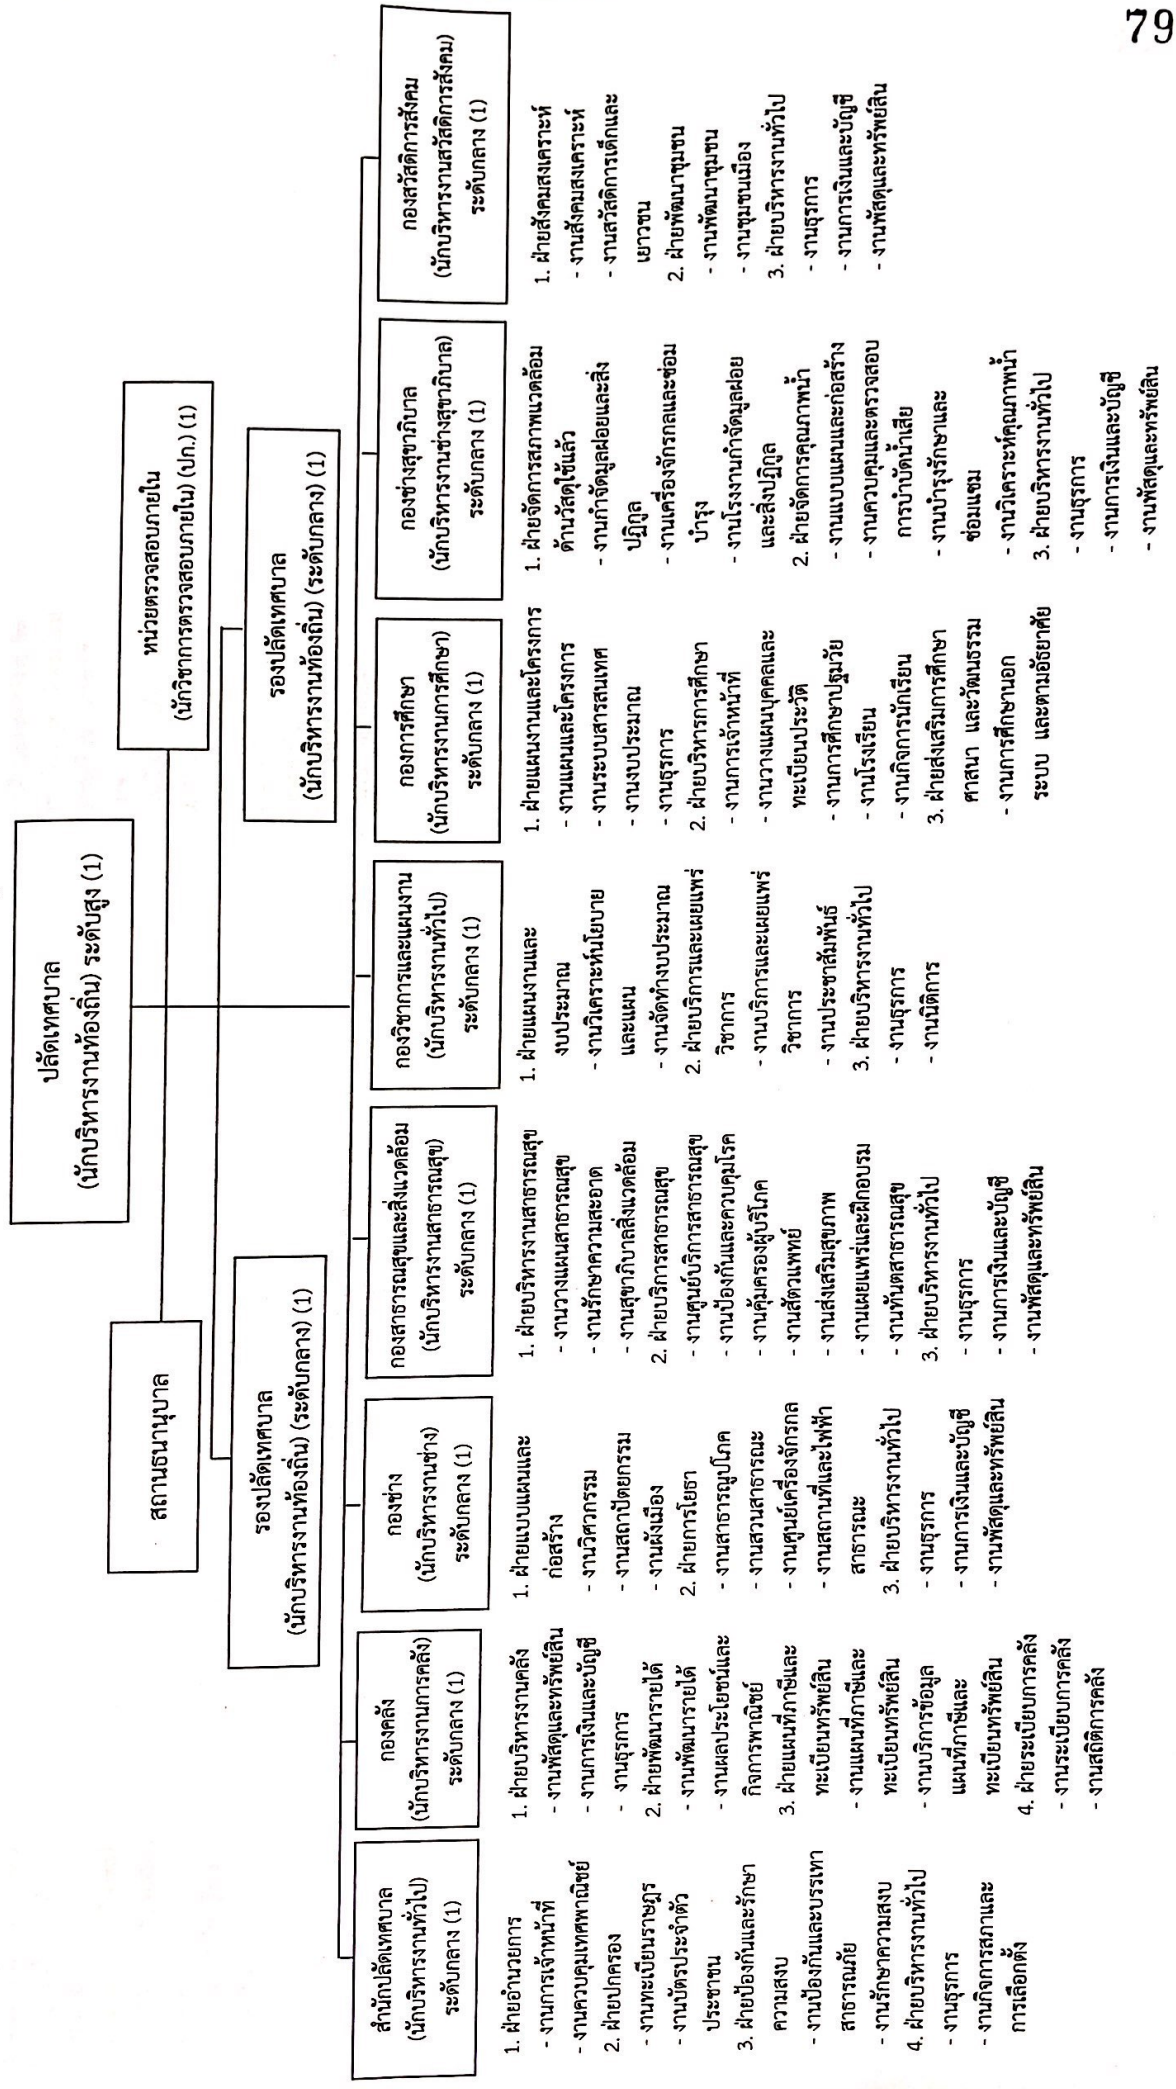 79
ปลัดเทศบาล
(นักบริหารงานท้องถิ่น) ระดับสูง (1)
สถานธนานุบาล
หน่วยตรวจสอบภายใน
(นักวิชาการตรวจสอบภายใน) (ปก.) (1)
รองปลัดเทศบาล
(นักบริหารงานท้องถิ่น) (ระดับกลาง) (1)
รองปลัดเทศบาล
(นักบริหารงานท้องถิ่น) (ระดับกลาง) (1)
สำนักปลัดเทศบาล
(นักบริหารงานทั่วไป)
ระดับกลาง (1)
1. ฝ่ายอำนวยการ
- งานการเจ้าหน้าที่
- งานควบคุมเทศพาณิชย์
2. ฝ่ายปกครอง
- งานทะเบียนราษฎร
- งานบัตรประจำตัว
ประชาชน
3. ฝ่ายป้องกันและรักษา
ความสงบ
- งานป้องกันและบรรเทา
สาธารณภัย
- งานรักษาความสงบ
4. ฝ่ายบริหารงานทั่วไป
- งานธุรการ
- งานกิจการสภาและ
การเลือกตั้ง
กองคลัง
(นักบริหารงานการคลัง)
ระดับกลาง (1)
1. ฝ่ายบริหารงานคลัง
- งานพัสดุและทรัพย์สิน
- งานการเงินและบัญชี
- งานธุรการ
2. ฝ่ายพัฒนารายได้
- งานพัฒนารายได้
- งานผลประโยชน์และ
กิจการพาณิชย์
3. ฝ่ายแผนที่ภาษีและ
ทะเบียนทรัพย์สิน
- งานแผนที่ภาษีและ
ทะเบียนทรัพย์สิน
- งานบริการข้อมูล
แผนที่ภาษีและ
ทะเบียนทรัพย์สิน
4. ฝ่ายระเบียบการคลัง
- งานระเบียบการคลัง
- งานสถิติการคลัง
กองช่าง
(นักบริหารงานช่าง)
ระดับกลาง (1)
1. ฝ่ายแบบแผนและ
ก่อสร้าง
- งานวิศวกรรม
- งานสถาปัตยกรรม
- งานผังเมือง
2. ฝ่ายการโยธา
- งานสาธารณูปโภค
- งานสวนสาธารณะ
- งานศูนย์เครื่องจักรกล
- งานสถานที่และไฟฟ้า
สาธารณะ
3. ฝ่ายบริหารงานทั่วไป
- งานธุรการ
- งานการเงินและบัญชี
- งานพัสดุและทรัพย์สิน
กองสาธารณสุขและสิ่งแวดล้อม
(นักบริหารงานสาธารณสุข)
ระดับกลาง (1)
1. ฝ่ายบริหารงานสาธารณสุข
- งานวางแผนสาธารณสุข
- งานรักษาความสะอาด
- งานสุขาภิบาลสิ่งแวดล้อม
2. ฝ่ายบริการสาธารณสุข
- งานศูนย์บริการสาธารณสุข
- งานป้องกันและควบคุมโรค
- งานคุ้มครองผู้บริโภค
- งานสัตวแพทย์
- งานส่งเสริมสุขภาพ
- งานเผยแพร่และฝึกอบรม
- งานทันตสาธารณสุข
3. ฝ่ายบริหารงานทั่วไป
- งานธุรการ
- งานการเงินและบัญชี
- งานพัสดุและทรัพย์สิน
กองวิชาการและแผนงาน
(นักบริหารงานทั่วไป)
ระดับกลาง (1)
1. ฝ่ายแผนงานและ
งบประมาณ
- งานวิเคราะห์นโยบาย
และแผน
- งานจัดทำงบประมาณ
2. ฝ่ายบริการและเผยแพร่
วิชาการ
- งานบริการและเผยแพร่
วิชาการ
- งานประชาสัมพันธ์
3. ฝ่ายบริหารงานทั่วไป
- งานธุรการ
- งานนิติการ
กองการศึกษา
(นักบริหารงานการศึกษา)
ระดับกลาง (1)
1. ฝ่ายแผนงานและโครงการ
- งานแผนและโครงการ
- งานระบบสารสนเทศ
- งานงบประมาณ
- งานธุรการ
2. ฝ่ายบริหารการศึกษา
- งานการเจ้าหน้าที่
- งานวางแผนบุคคลและ
ทะเบียนประวัติ
- งานการศึกษาปฐมวัย
- งานโรงเรียน
- งานกิจการนักเรียน
3. ฝ่ายส่งเสริมการศึกษา
ศาสนา และวัฒนธรรม
- งานการศึกษานอก
ระบบ และตามอัธยาศัย
กองช่างสุขาภิบาล
(นักบริหารงานช่างสุขาภิบาล)
ระดับกลาง (1)
1. ฝ่ายจัดการสภาพแวดล้อม
ด้านวัสดุใช้แล้ว
- งานกำจัดมูลฝอยและสิ่ง
ปฏิกูล
- งานเครื่องจักรกลและซ่อม
บำรุง
- งานโรงงานกำจัดมูลฝอย
และสิ่งปฏิกูล
2. ฝ่ายจัดการคุณภาพน้ำ
- งานแบบแผนและก่อสร้าง
- งานควบคุมและตรวจสอบ
การบำบัดน้ำเสีย
- งานบำรุงรักษาและ
ซ่อมแซม
- งานวิเคราะห์คุณภาพน้ำ
3. ฝ่ายบริหารงานทั่วไป
- งานธุรการ
- งานการเงินและบัญชี
- งานพัสดุและทรัพย์สิน
กองสวัสดิการสังคม
(นักบริหารงานสวัสดิการสังคม)
ระดับกลาง (1)
1. ฝ่ายสังคมสงเคราะห์
- งานสังคมสงเคราะห์
- งานสวัสดิการเด็กและ
เยาวชน
2. ฝ่ายพัฒนาชุมชน
- งานพัฒนาชุมชน
- งานชุมชนเมือง
3. ฝ่ายบริหารงานทั่วไป
- งานธุรการ
- งานการเงินและบัญชี
- งานพัสดุและทรัพย์สิน